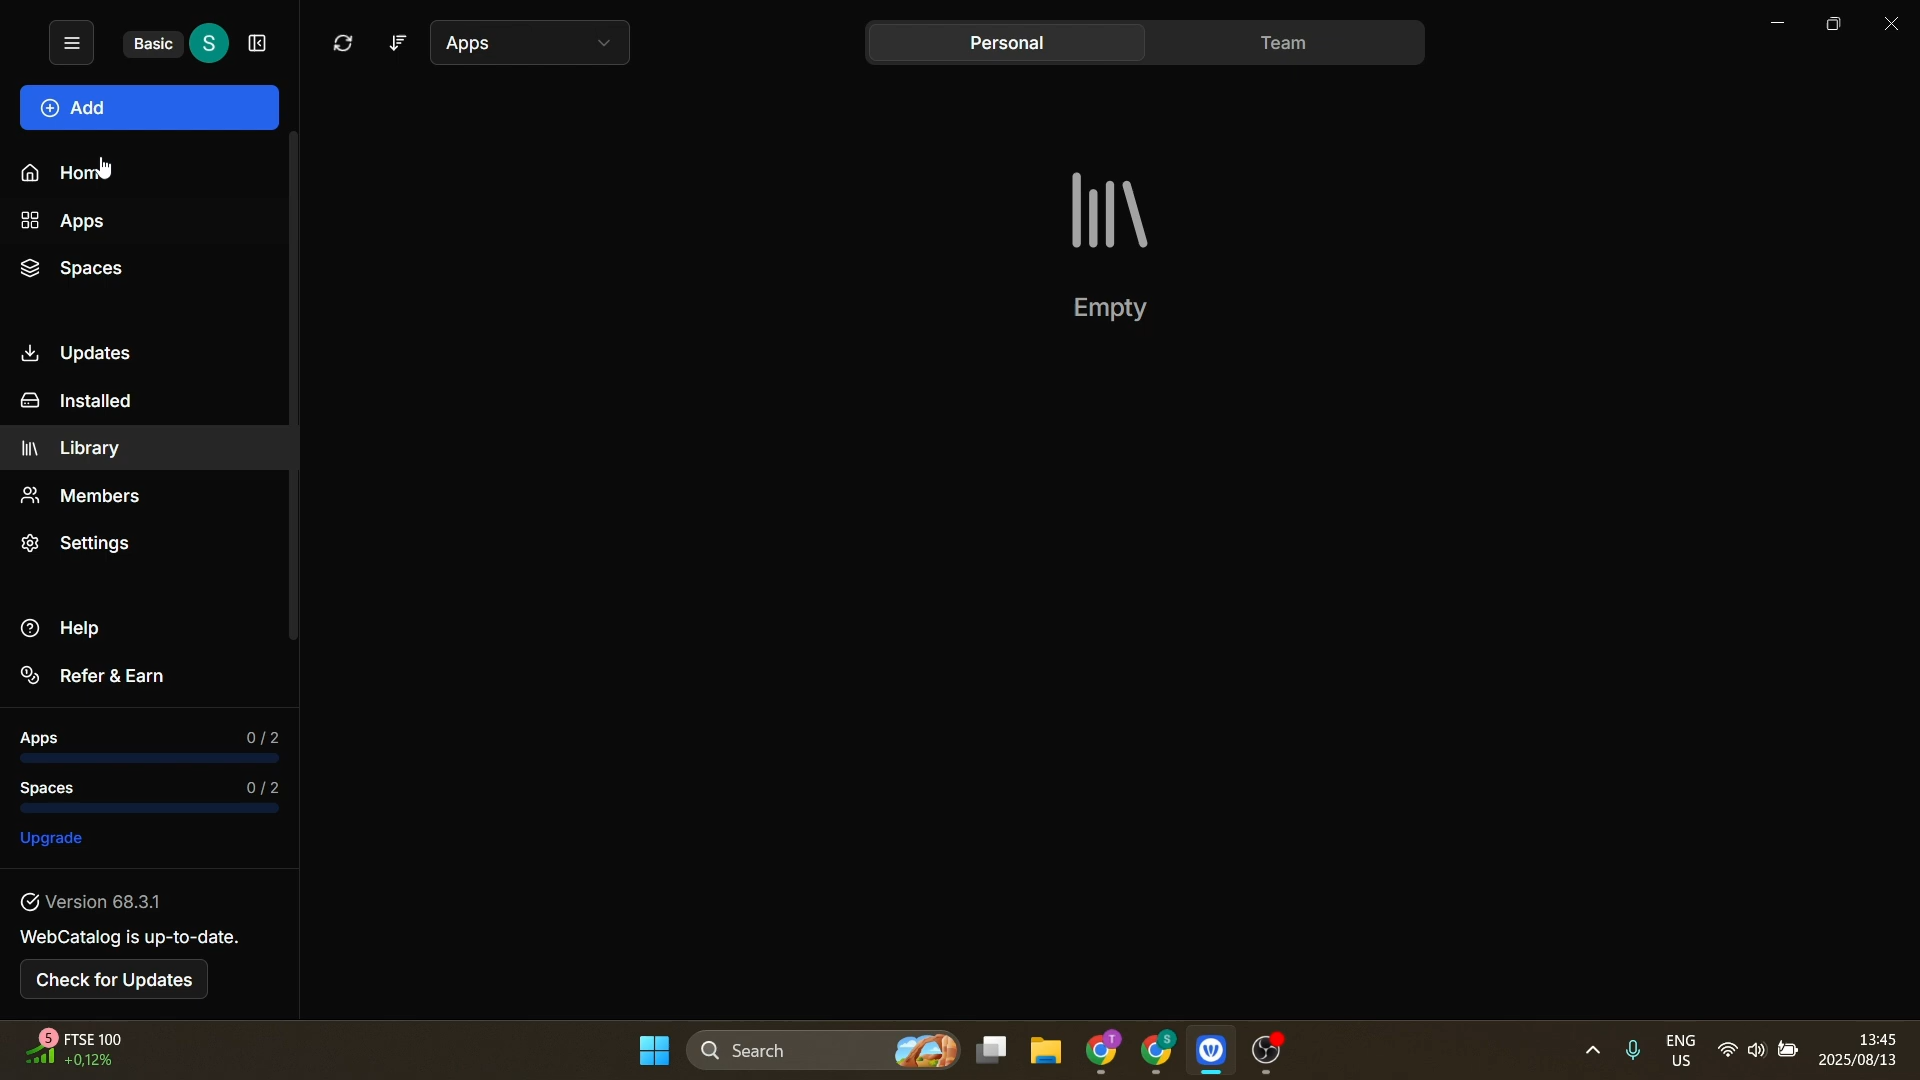 Basic S
Apps
Personal
Team
Add
Home
Apps
Spaces
Updates
Installed
Library
Members
Settings
Help
Refer & Earn
Apps 0 / 2
Spaces 0 / 2
Upgrade
Version 68.3.1
WebCatalog is up-to-date.
Check for Updates
Empty
5 FTSE 100
+0,12%
Search
T
S
ENG
US
13:45
2025/08/13